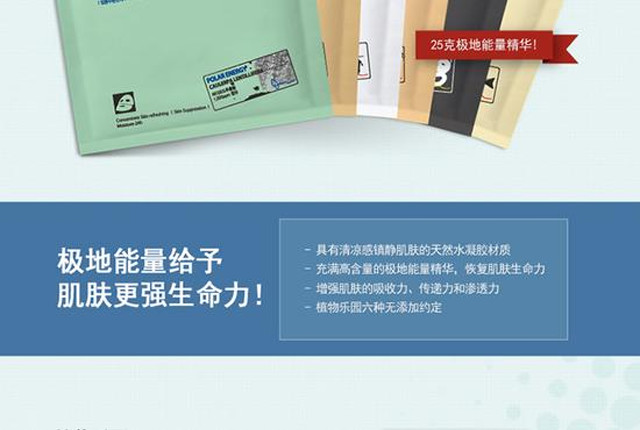 25克极地能量精华!
POLAR ENERGY
CAULERPA LENTILLIFERA
Concentrate Skin-refreshing ( Skin Suppression )
Moisture 24h
极地能量给予
肌肤更强生命力!
- 具有清凉感镇静肌肤的天然水凝胶材质
- 充满高含量的极地能量精华，恢复肌肤生命力
- 增强肌肤的吸收力、传递力和渗透力
- 植物乐园六种无添加约定